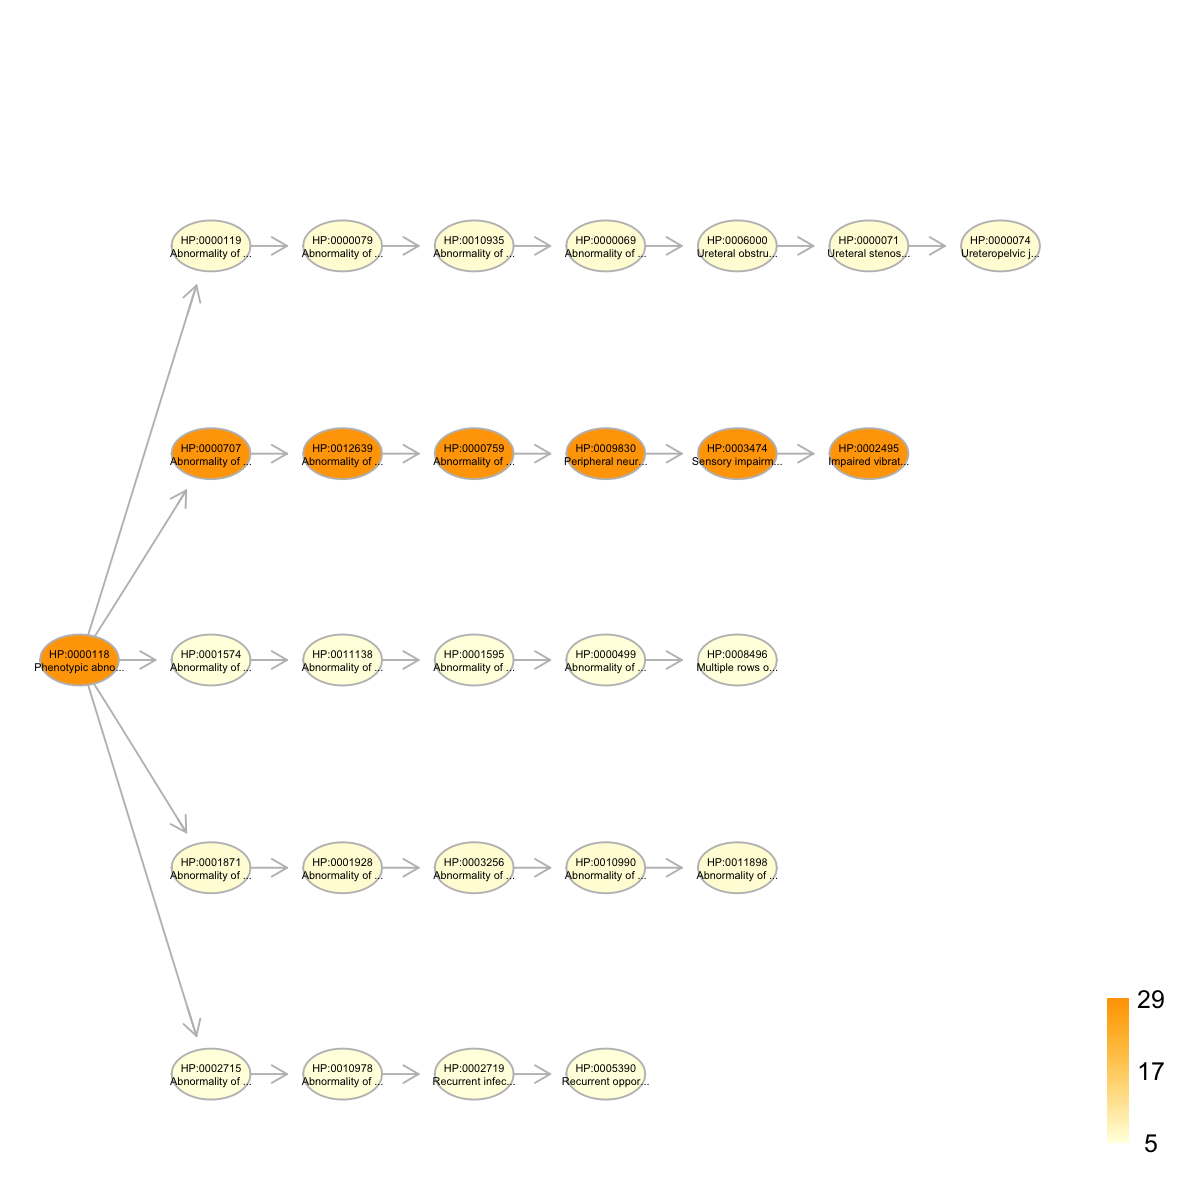 HP:0000119
Abnormality of ...
HP:0000079
Abnormality of ...
HP:0010935
Abnormality of ...
HP:0000069
Abnormality of ...
HP:0006000
Ureteral obstru...
HP:0000071
Ureteral stenos...
HP:0000074
Ureteropelvic j...
HP:0000707
Abnormality of ...
HP:0012639
Abnormality of ...
HP:0000759
Abnormality of ...
HP:0009830
Peripheral neur...
HP:0003474
Sensory impairm...
HP:0002495
Impaired vibrat...
HP:0000118
Phenotypic abno...
HP:0001574
Abnormality of ...
HP:0011138
Abnormality of ...
HP:0001595
Abnormality of ...
HP:0000499
Abnormality of ...
HP:0008496
Multiple rows o...
HP:0001871
Abnormality of ...
HP:0001928
Abnormality of ...
HP:0003256
Abnormality of ...
HP:0010990
Abnormality of ...
HP:0011898
Abnormality of ...
HP:0002715
Abnormality of ...
HP:0010978
Abnormality of ...
HP:0002719
Recurrent infec...
HP:0005390
Recurrent oppor...
29
17
5